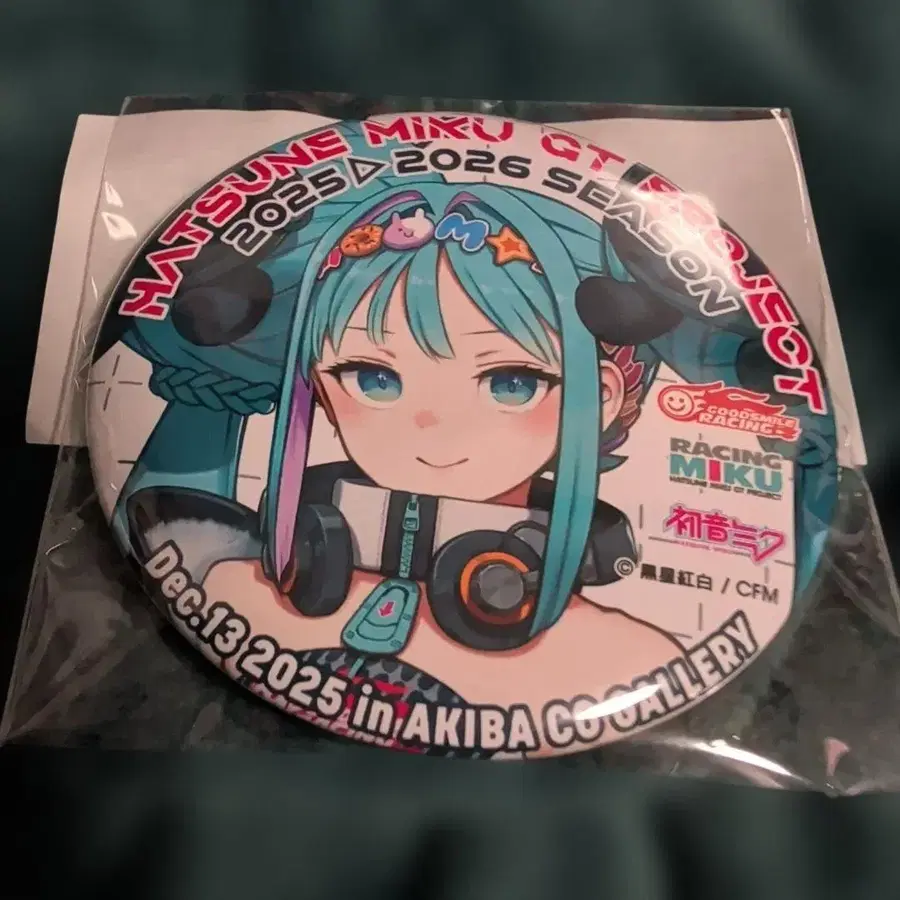 HATSUNE MIKU GT PROJECT
2025▷2026 SEASON
M
GOODSMILE
RACING
RACING
MIKU
HATSUNE MIKU GT PROJECT
初音ミク
© 黒星紅白 / CFM
Dec.13 2025 in AKIBA CO GALLERY